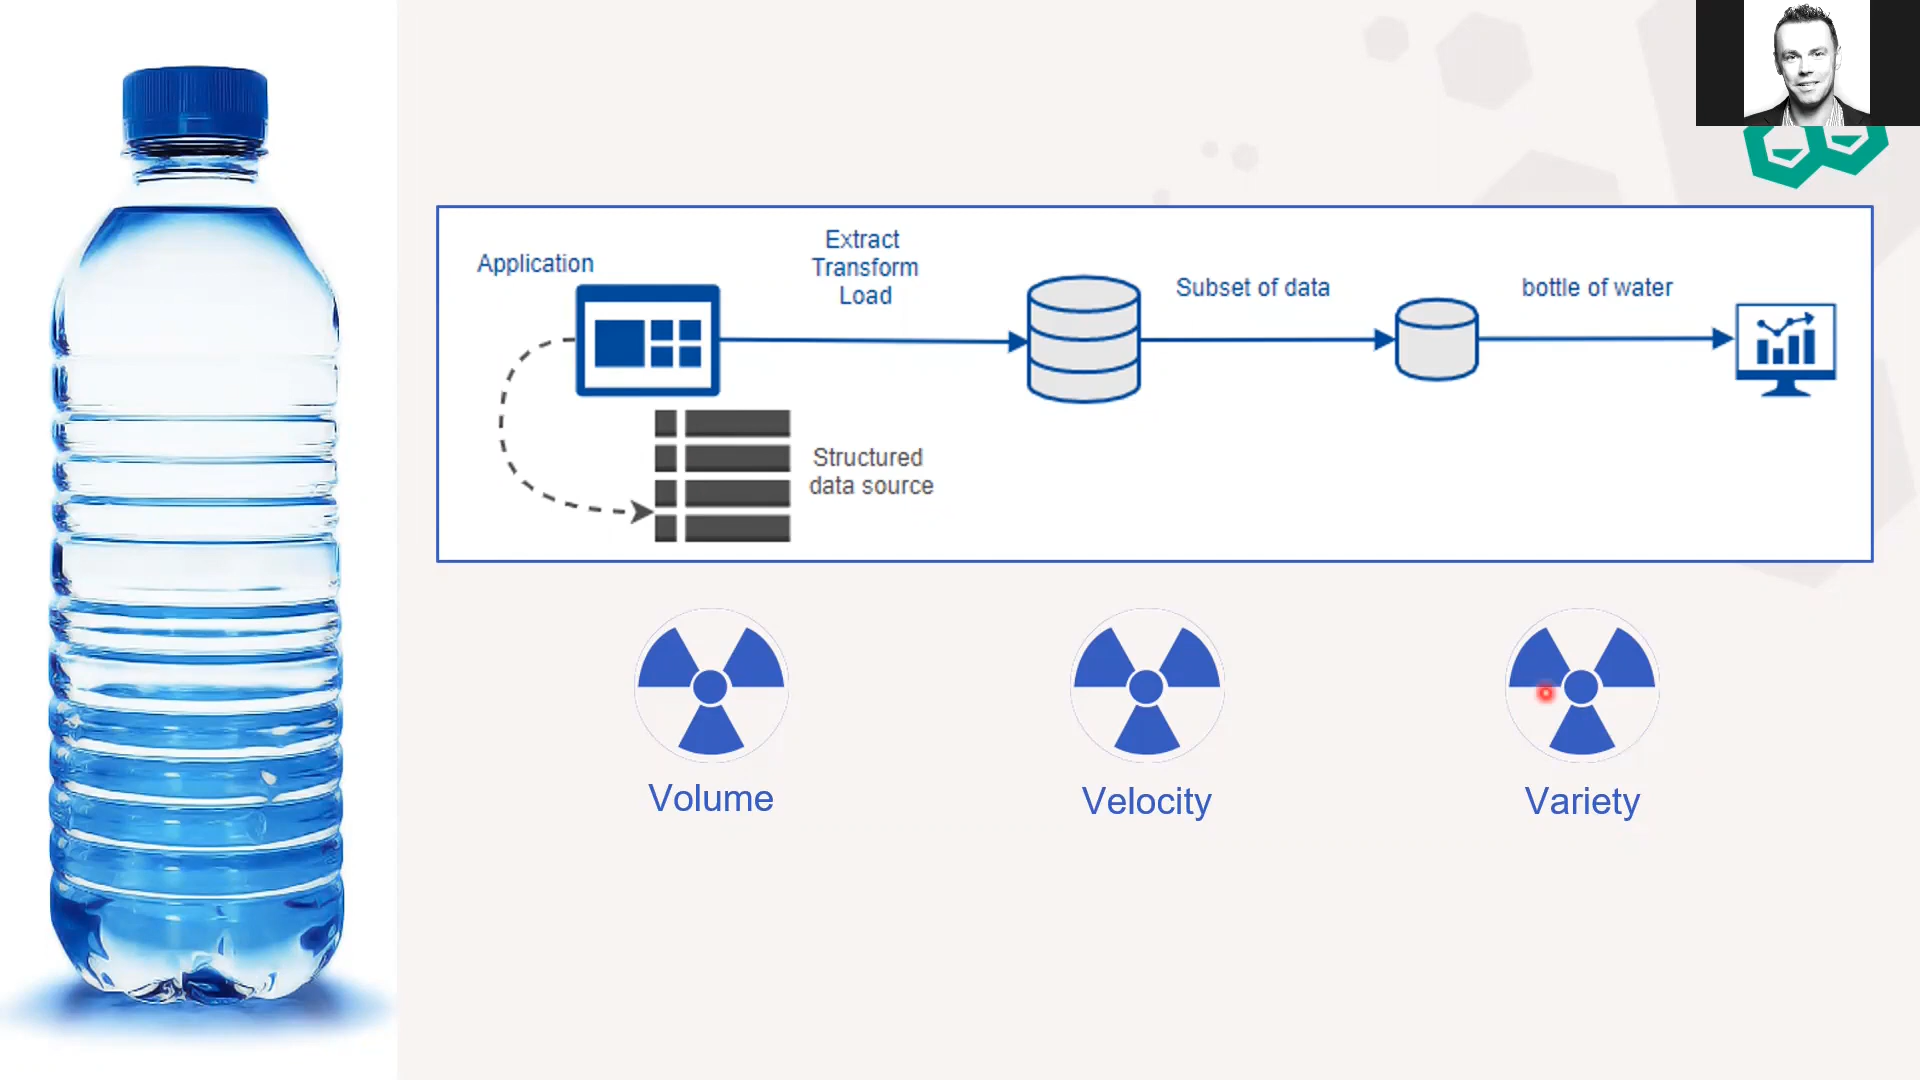 Application
Extract
Transform
Load
Subset of data
bottle of water
Structured
data source
Volume
Velocity
Variety